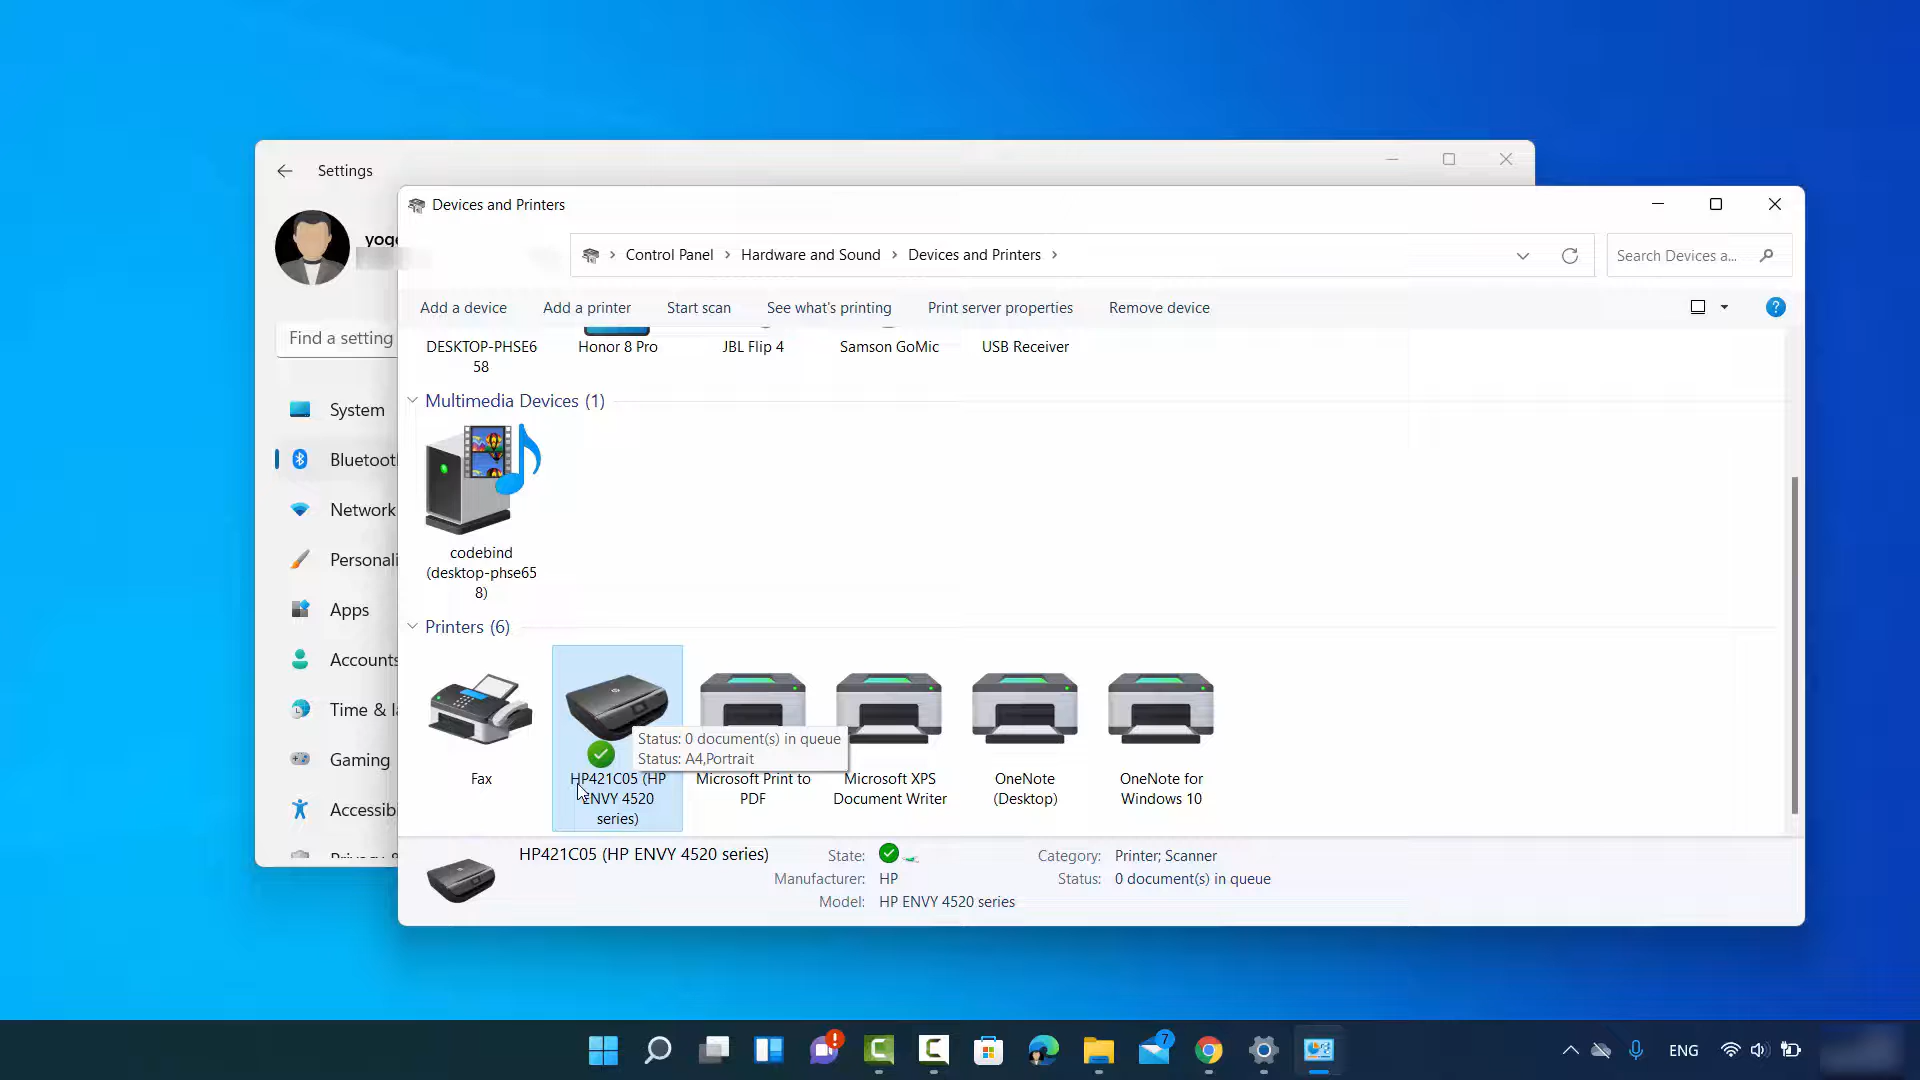 Settings
Devices and Printers
Control Panel
Hardware and Sound
Devices and Printers
Search Devices a...
Find a setting
System
Bluetoot
Network
Personali
Apps
Accounts
Time & l
Gaming
Accessib
Add a device
Add a printer
Start scan
See what's printing
Print server properties
Remove device
?
DESKTOP-PHSE6
58
Honor 8 Pro
JBL Flip 4
Samson GoMic
USB Receiver
Multimedia Devices (1)
codebind
(desktop-phse65
8)
Printers (6)
Fax
HP421C05 (HP
ENVY 4520
series)
Status: 0 document(s) in queue
Status: A4,Portrait
Microsoft Print to
PDF
Microsoft XPS
Document Writer
OneNote
(Desktop)
OneNote for
Windows 10
HP421C05 (HP ENVY 4520 series)
State:
Manufacturer: HP
Model: HP ENVY 4520 series
Category: Printer; Scanner
Status: 0 document(s) in queue
7
ENG